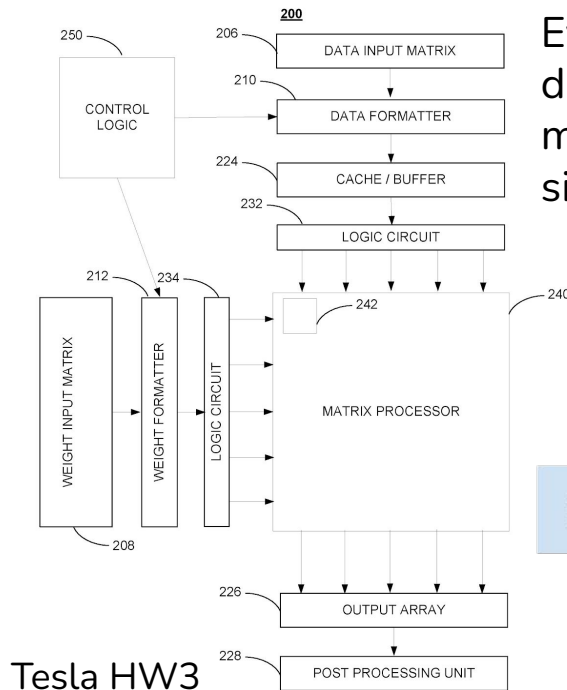 200
250
206
DATA INPUT MATRIX
210
CONTROL
LOGIC
DATA FORMATTER
224
CACHE / BUFFER
232
LOGIC CIRCUIT
212
234
242
240
WEIGHT INPUT MATRIX
WEIGHT FORMATTER
LOGIC CIRCUIT
MATRIX PROCESSOR
208
226
OUTPUT ARRAY
228
POST PROCESSING UNIT
Tesla HW3